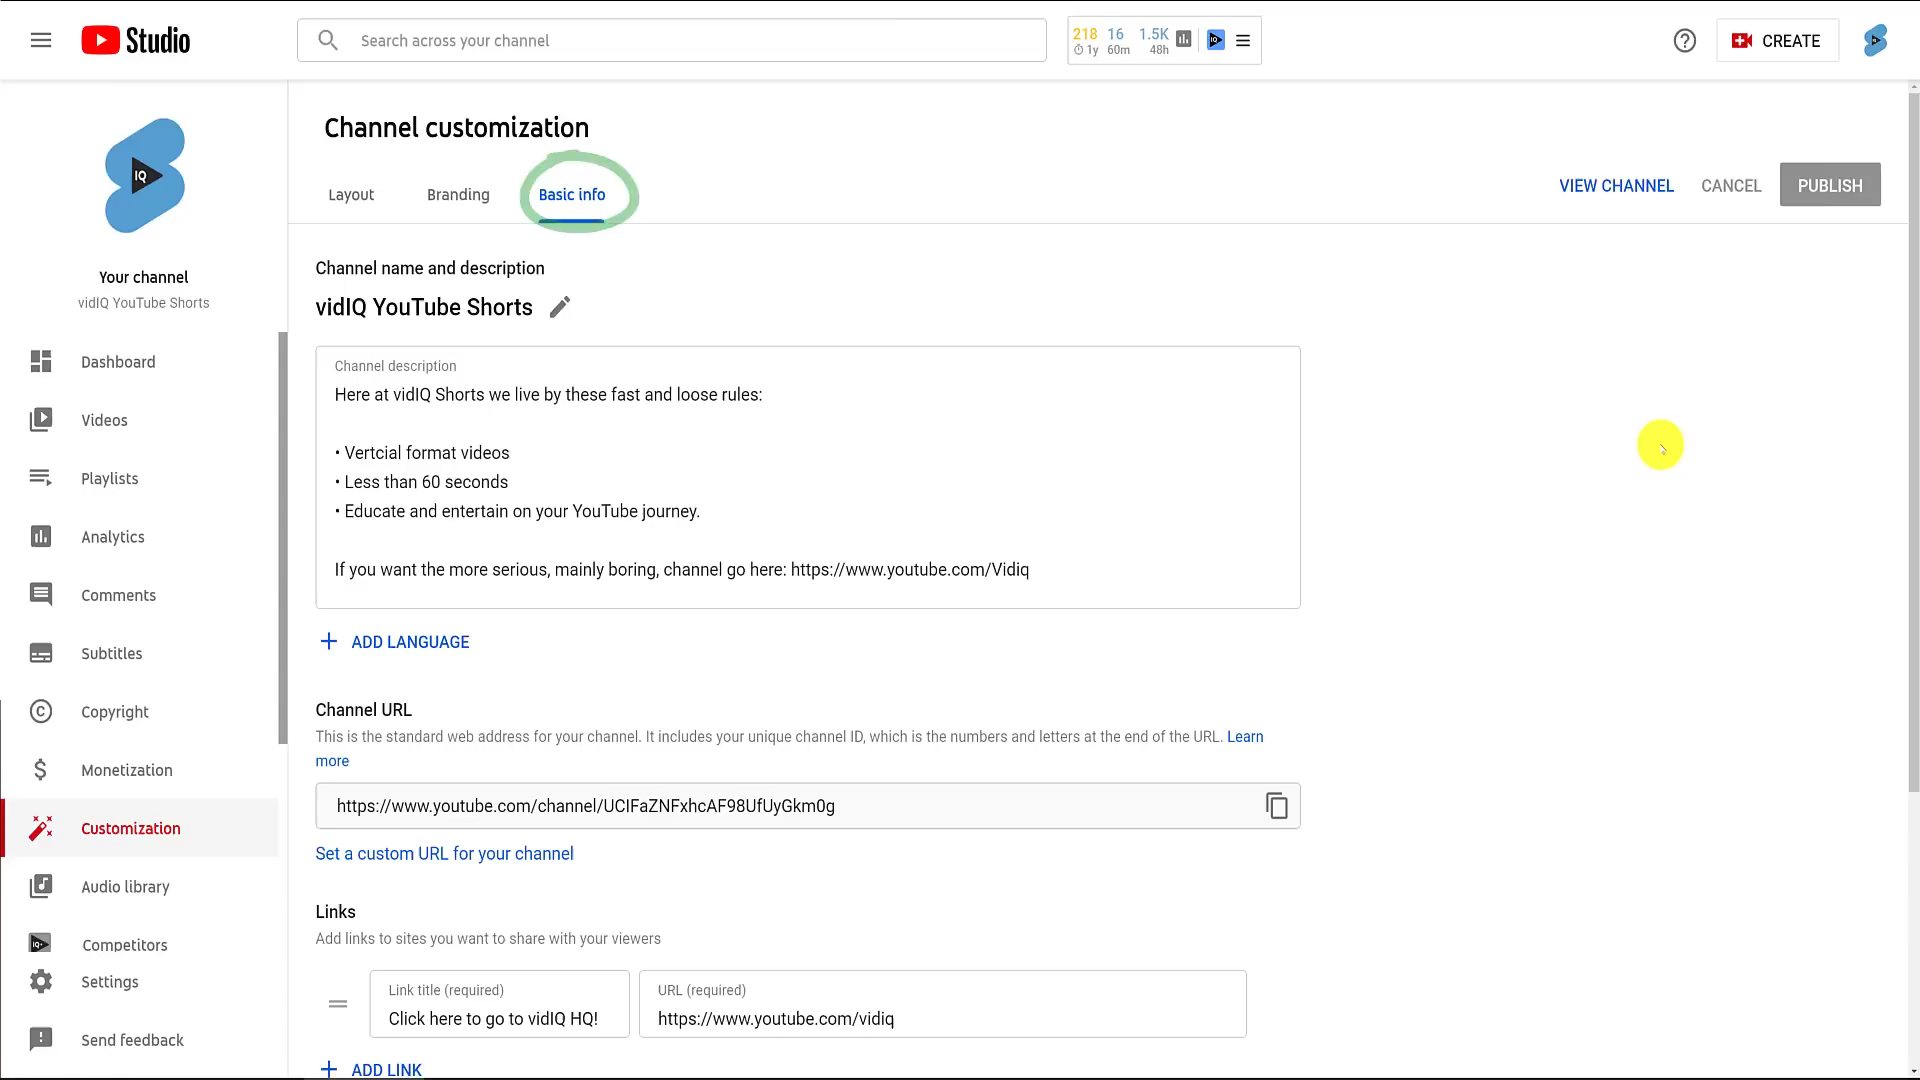 Studio
Search across your channel
218 16 1.5K
1y 60m 48h
CREATE
IQ
Your channel
vidIQ YouTube Shorts
Dashboard
Videos
Playlists
Analytics
Comments
Subtitles
Copyright
Monetization
Customization
Audio library
Competitors
Settings
Send feedback
Channel customization
Layout Branding Basic info
VIEW CHANNEL CANCEL PUBLISH
Channel name and description
vidIQ YouTube Shorts
Channel description
Here at vidIQ Shorts we live by these fast and loose rules:
• Vertcial format videos
• Less than 60 seconds
• Educate and entertain on your YouTube journey.
If you want the more serious, mainly boring, channel go here: https://www.youtube.com/Vidiq
+ ADD LANGUAGE
Channel URL
This is the standard web address for your channel. It includes your unique channel ID, which is the numbers and letters at the end of the URL. Learn
more
https://www.youtube.com/channel/UCIFaZNFxhcAF98UfUyGkm0g
Set a custom URL for your channel
Links
Add links to sites you want to share with your viewers
Link title (required)
Click here to go to vidIQ HQ!
URL (required)
https://www.youtube.com/vidiq
+ ADD LINK